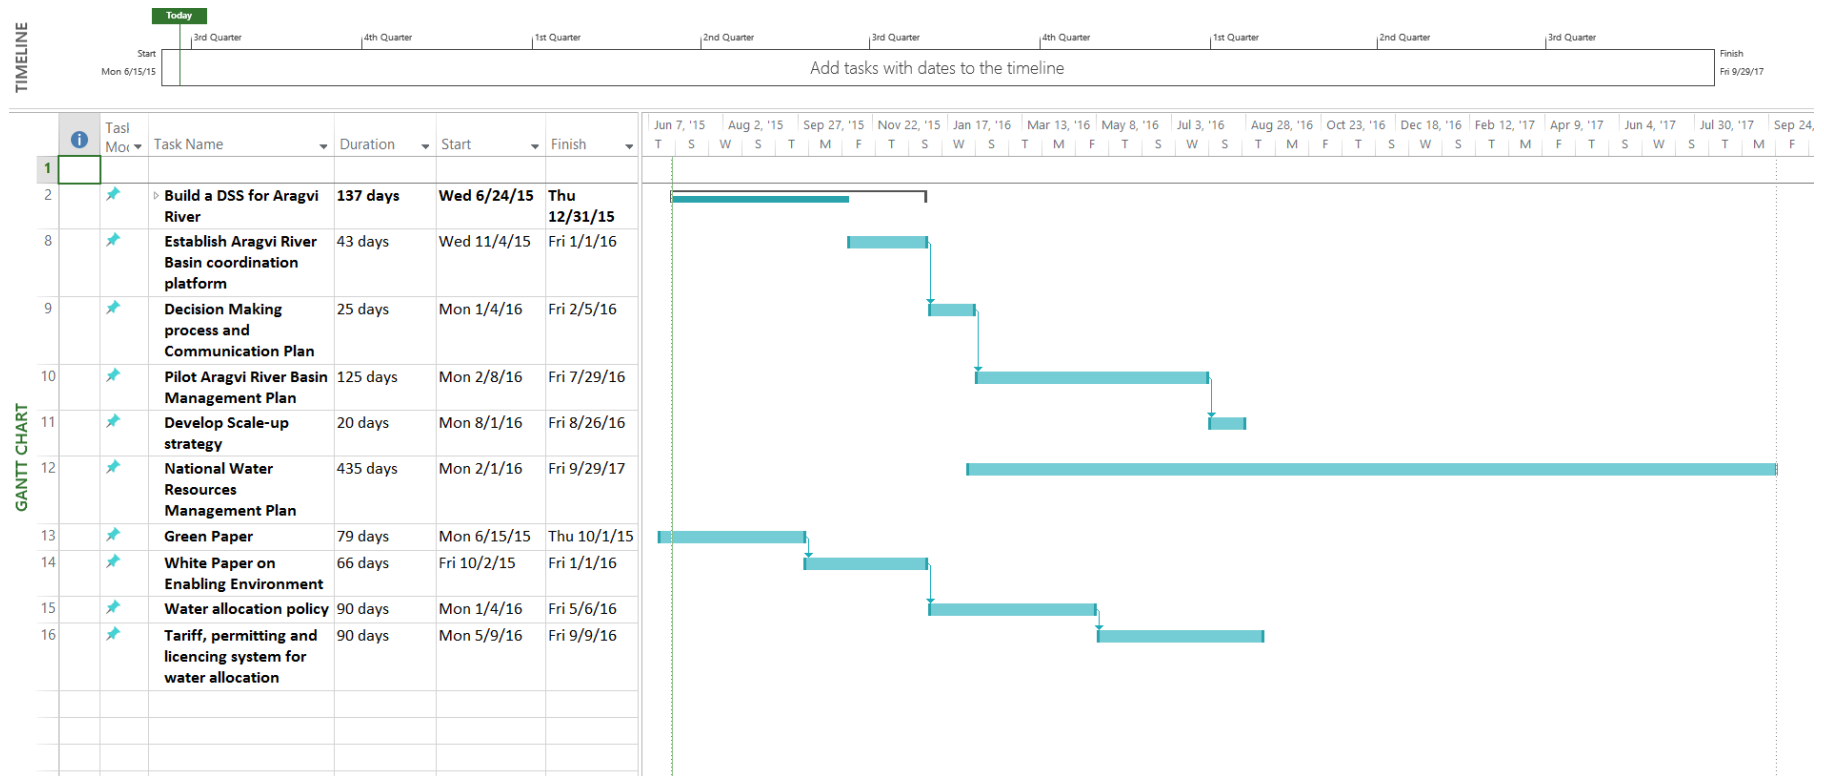 TIMELINE
Today
3rd Quarter 4th Quarter 1st Quarter 2nd Quarter 3rd Quarter 4th Quarter 1st Quarter 2nd Quarter 3rd Quarter
Start
Mon 6/15/15
Add tasks with dates to the timeline
Finish
Fri 9/29/17
GANTT CHART
Task
Moc
Task Name Duration Start Finish
Jun 7, '15 Aug 2, '15 Sep 27, '15 Nov 22, '15 Jan 17, '16 Mar 13, '16 May 8, '16 Jul 3, '16 Aug 28, '16 Oct 23, '16 Dec 18, '16 Feb 12, '17 Apr 9, '17 Jun 4, '17 Jul 30, '17 Sep 24,
T S W S T M F S W S T M F T S W S T M F T S W S T M F S W S T M F
1
2 Build a DSS for Aragvi River 137 days Wed 6/24/15 Thu 12/31/15
8 Establish Aragvi River Basin coordination platform 43 days Wed 11/4/15 Fri 1/1/16
9 Decision Making process and Communication Plan 25 days Mon 1/4/16 Fri 2/5/16
10 Pilot Aragvi River Basin Management Plan 125 days Mon 2/8/16 Fri 7/29/16
11 Develop Scale-up strategy 20 days Mon 8/1/16 Fri 8/26/16
12 National Water Resources Management Plan 435 days Mon 2/1/16 Fri 9/29/17
13 Green Paper 79 days Mon 6/15/15 Thu 10/1/15
14 White Paper on Enabling Environment 66 days Fri 10/2/15 Fri 1/1/16
15 Water allocation policy 90 days Mon 1/4/16 Fri 5/6/16
16 Tariff, permitting and licencing system for water allocation 90 days Mon 5/9/16 Fri 9/9/16